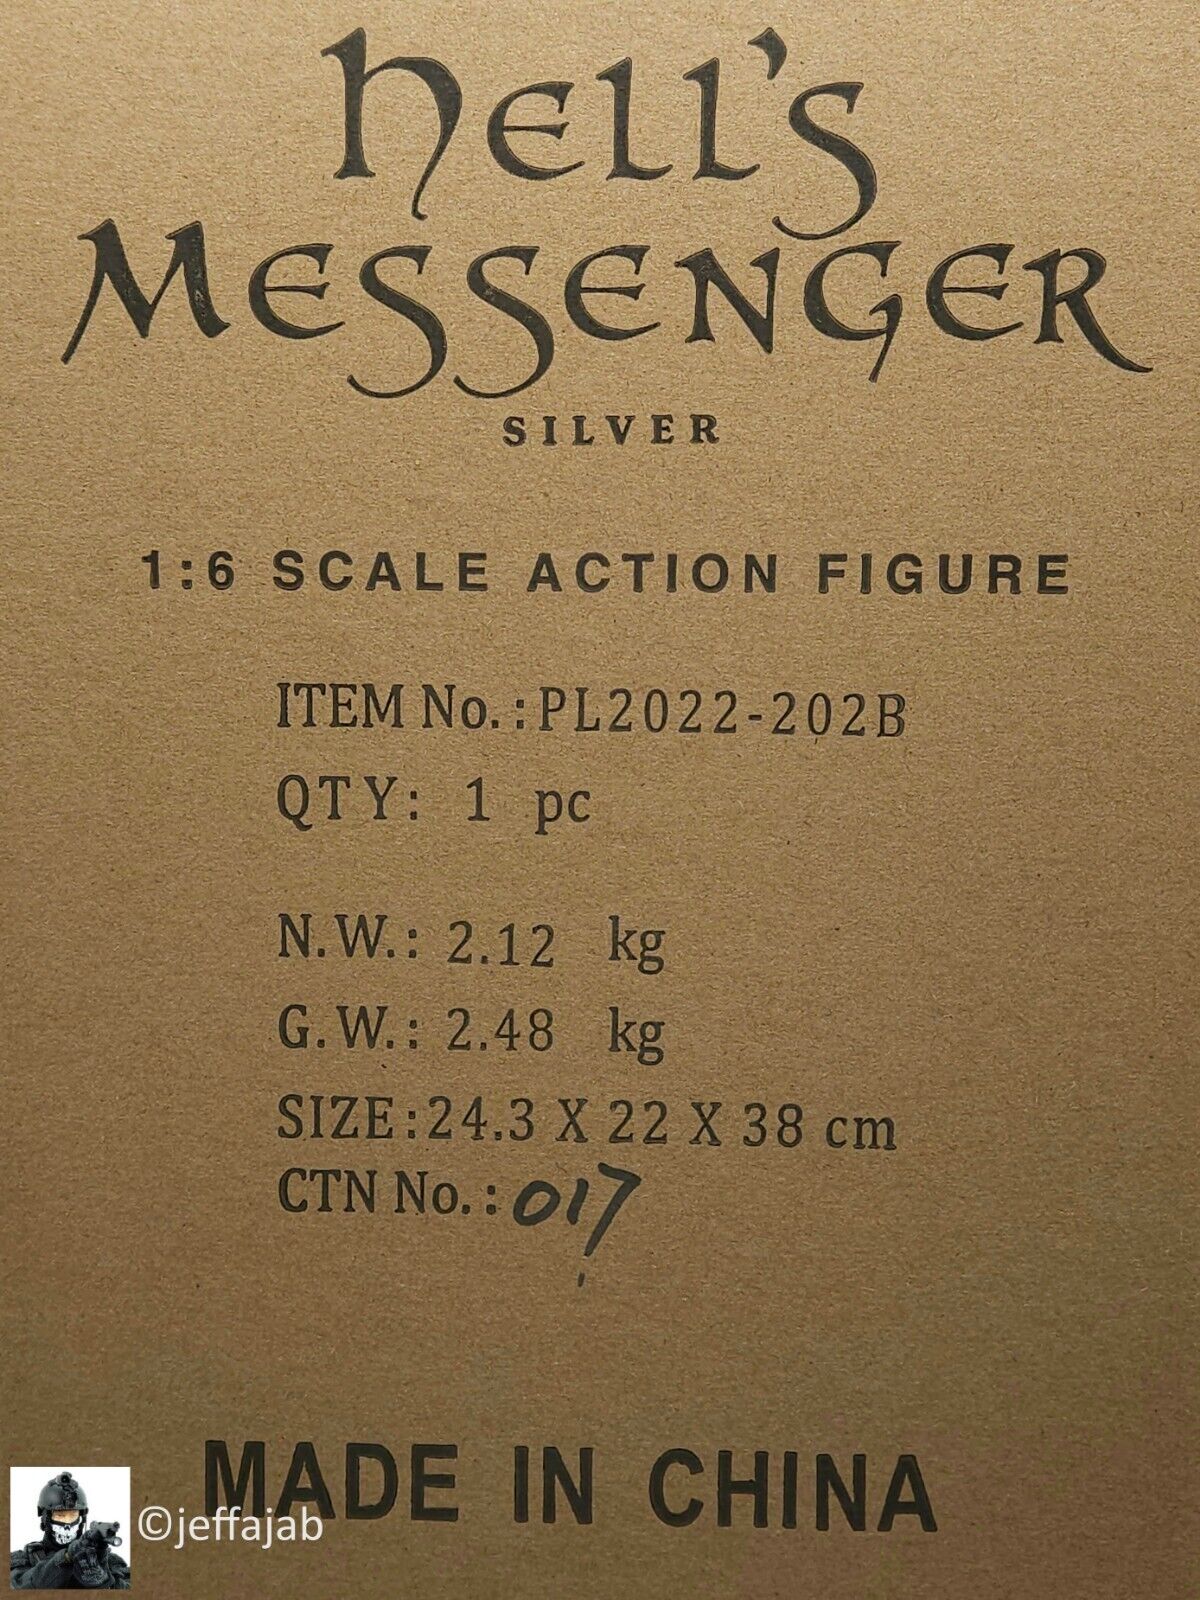 Hell's
Messenger
SILVER
1:6 SCALE ACTION FIGURE
ITEM No.:PL2022-202B
QTY: 1 pc
N.W.: 2.12 kg
G.W.: 2.48 kg
SIZE:24.3 X 22 X 38 cm
CTN No.: 017
MADE IN CHINA
©jeffajab